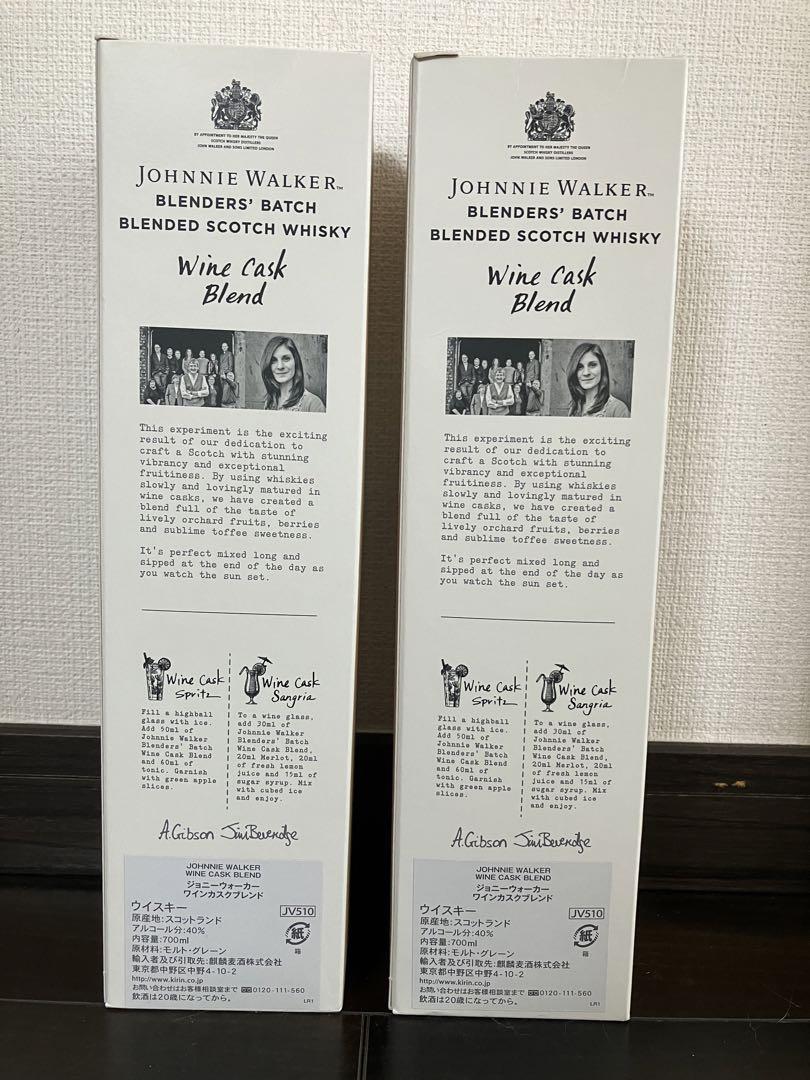 BY APPOINTMENT TO HER MAJESTY THE QUEEN
SCOTCH WHISKY DISTILLERS
JOHN WALKER AND SONS LIMITED LONDON
JOHNNIE WALKER™
BLENDERS' BATCH
BLENDED SCOTCH WHISKY
Wine Cask
Blend
This experiment is the exciting
result of our dedication to
craft a Scotch with stunning
vibrancy and exceptional
fruitiness. By using whiskies
slowly and lovingly matured in
wine casks, we have created a
blend full of the taste of
lively orchard fruits, berries
and sublime toffee sweetness.
It's perfect mixed long and
sipped at the end of the day as
you watch the sun set.
Wine Cask
Spritz
Fill a highball
glass with ice.
Add 50ml of
Johnnie Walker
Blenders' Batch
Wine Cask Blend
and 60ml of
tonic. Garnish
with green apple
slices.
Wine Cask
Sangria
To a wine glass,
add 30ml of
Johnnie Walker
Blenders' Batch
Wine Cask Blend,
20ml Merlot, 20ml
of fresh lemon
juice and 15ml of
sugar syrup. Mix
with cubed ice
and enjoy.
A.Gibson Jim Beveridge
JOHNNIE WALKER
WINE CASK BLEND
ジョニーウォーカー
ワインカスクブレンド
ウイスキー
JV510
原産地:スコットランド
アルコール分:40%
内容量:700ml
紙
箱
原材料:モルト・グレーン
輸入者及び引取先:麒麟麦酒株式会社
東京都中野区中野4-10-2
http://www.kirin.co.jp
お問い合わせはお客様相談室まで 0120-111-560
飲酒は20歳になってから。
LR1
BY APPOINTMENT TO HER MAJESTY THE QUEEN
SCOTCH WHISKY DISTILLERS
JOHN WALKER AND SONS LIMITED LONDON
JOHNNIE WALKER™
BLENDERS' BATCH
BLENDED SCOTCH WHISKY
Wine Cask
Blend
This experiment is the exciting
result of our dedication to
craft a Scotch with stunning
vibrancy and exceptional
fruitiness. By using whiskies
slowly and lovingly matured in
wine casks, we have created a
blend full of the taste of
lively orchard fruits, berries
and sublime toffee sweetness.
It's perfect mixed long and
sipped at the end of the day as
you watch the sun set.
Wine Cask
Spritz
Fill a highball
glass with ice.
Add 50ml of
Johnnie Walker
Blenders' Batch
Wine Cask Blend
and 60ml of
tonic. Garnish
with green apple
slices.
Wine Cask
Sangria
To a wine glass,
add 30ml of
Johnnie Walker
Blenders' Batch
Wine Cask Blend,
20ml Merlot, 20ml
of fresh lemon
juice and 15ml of
sugar syrup. Mix
with cubed ice
and enjoy.
A.Gibson Jim Beveridge
JOHNNIE WALKER
WINE CASK BLEND
ジョニーウォーカー
ワインカスクブレンド
ウイスキー
JV510
原産地:スコットランド
アルコール分:40%
内容量:700ml
紙
箱
原材料:モルト・グレーン
輸入者及び引取先:麒麟麦酒株式会社
東京都中野区中野4-10-2
http://www.kirin.co.jp
お問い合わせはお客様相談室まで 0120-111-560
飲酒は20歳になってから。
LR1